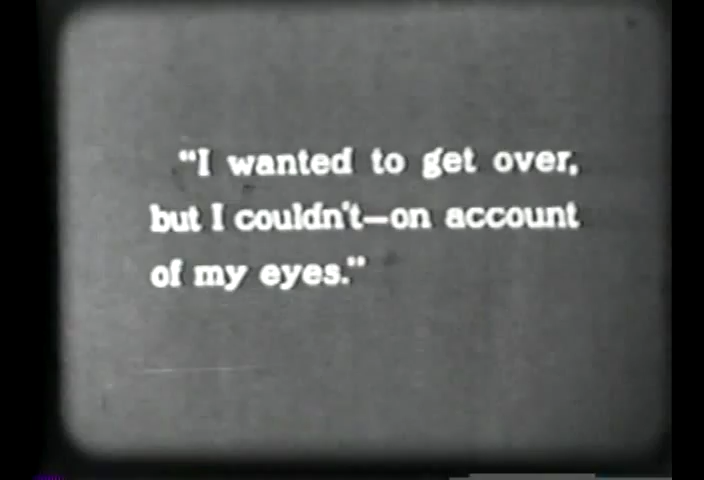 “I wanted to get over,
but I couldn't—on account
of my eyes.”